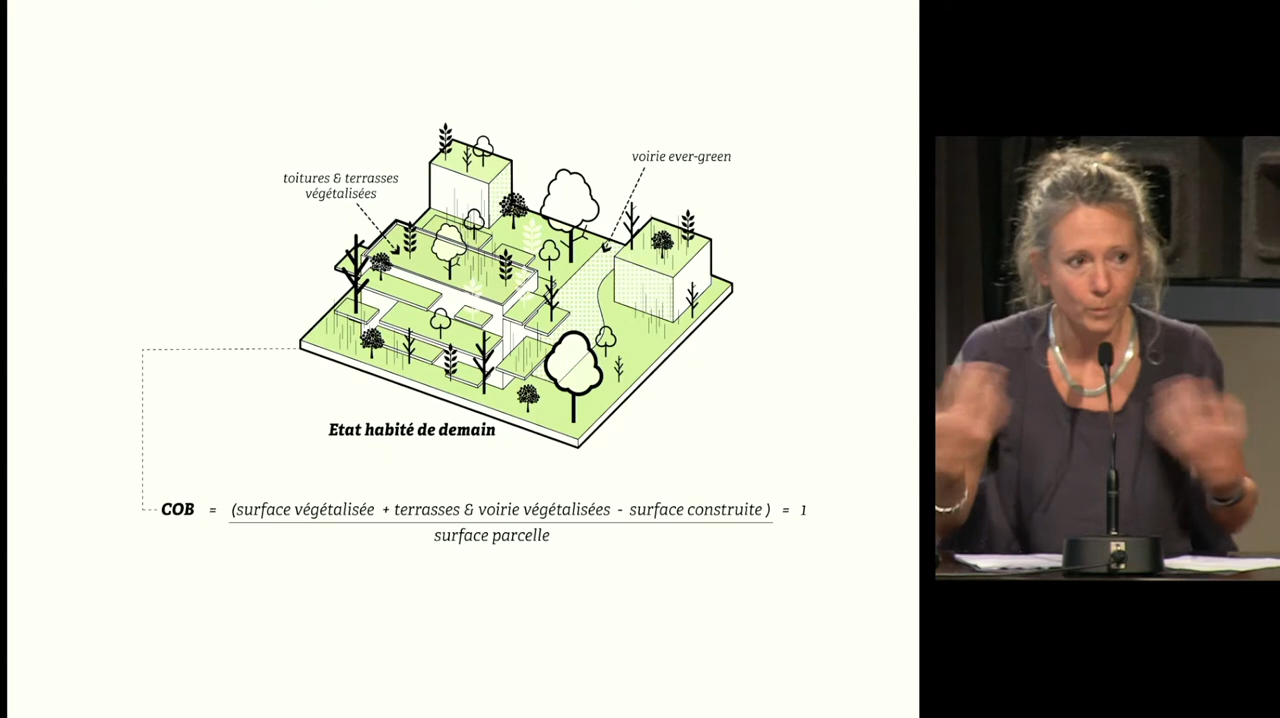 toitures & terrasses
végétalisées
voirie ever-green
Etat habité de demain
COB = (surface végétalisée + terrasses & voirie végétalisées - surface construite ) = 1
surface parcelle